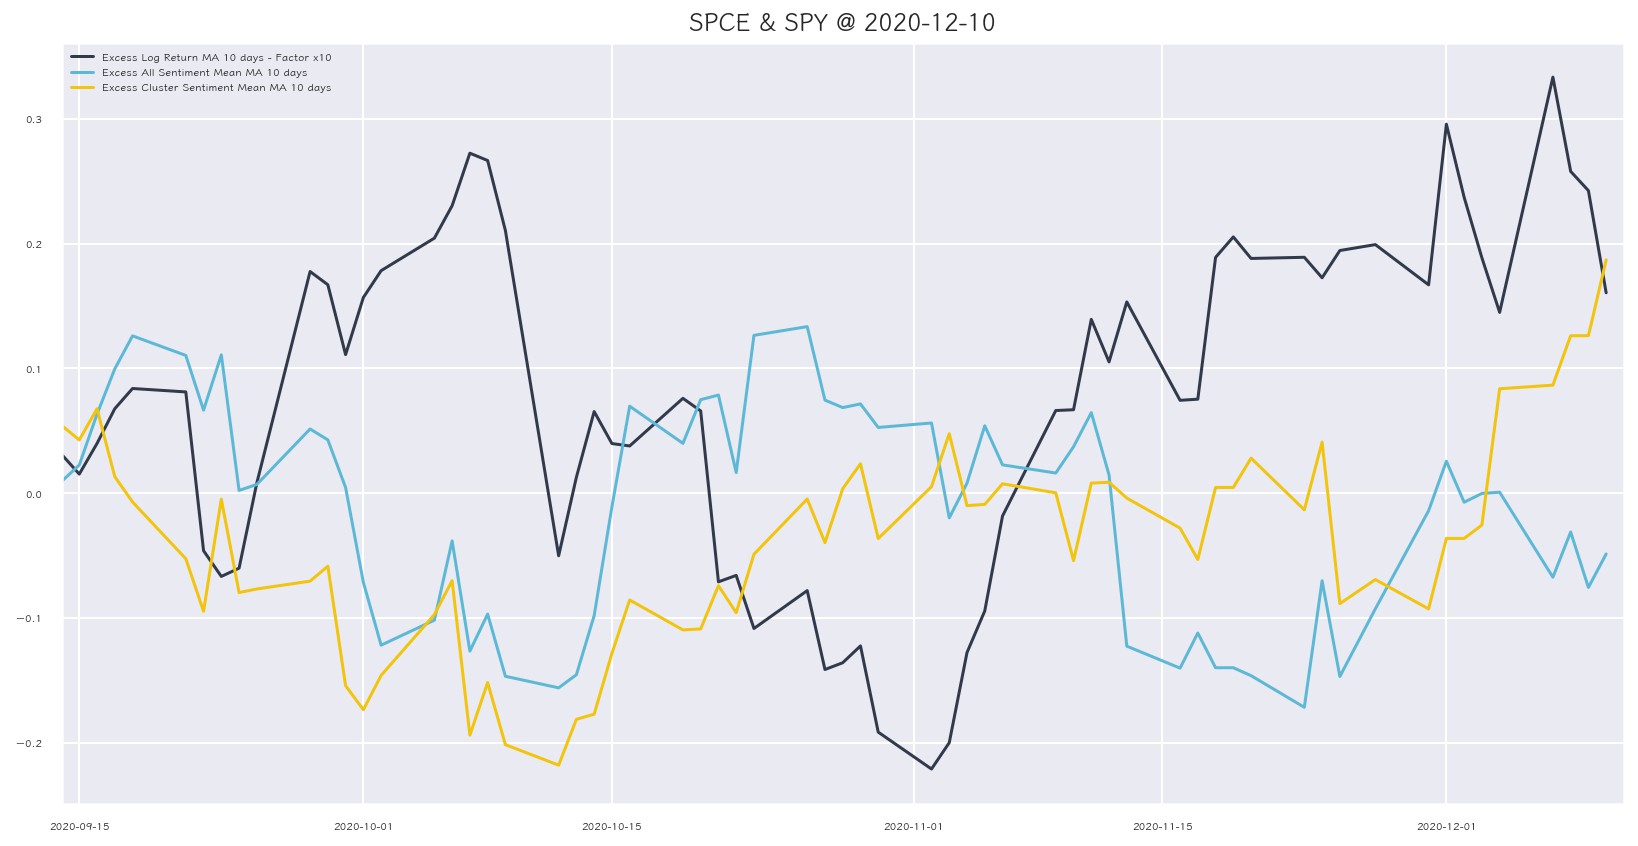 SPCE & SPY @ 2020-12-10
Excess Log Return MA 10 days - Factor x10
Excess All Sentiment Mean MA 10 days
Excess Cluster Sentiment Mean MA 10 days
0.3
0.2
0.1
0.0
−0.1
−0.2
2020-09-15 2020-10-01 2020-10-15 2020-11-01 2020-11-15 2020-12-01